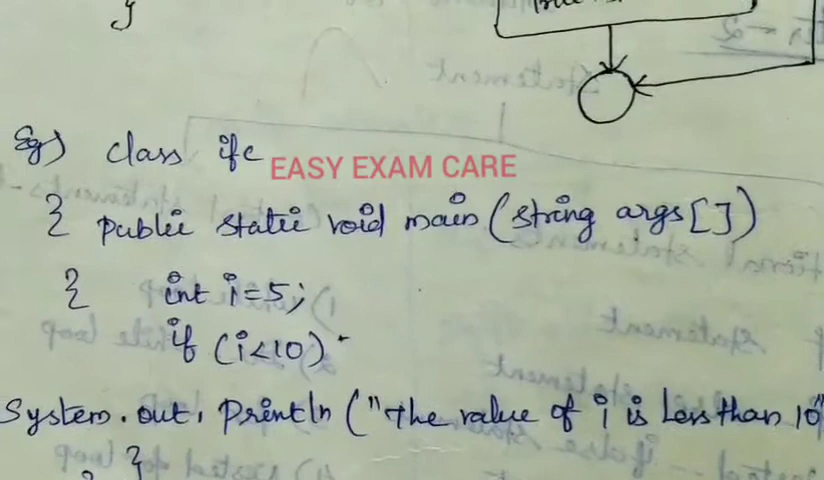 }
Eg) class ifc
EASY EXAM CARE
{ public static void main (string args [])
{ int i=5;
if (i<10)
System.out. println ("The value of i is less than 10"
} }